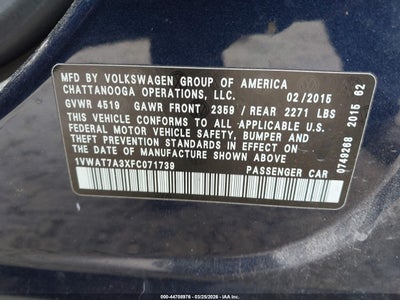 MFD BY VOLKSWAGEN GROUP OF AMERICA
CHATTANOOGA OPERATIONS, LLC. 02/2015
GVWR 4519 GAWR FRONT 2359 / REAR 2271 LBS
THIS VEHICLE CONFORMS TO ALL APPLICABLE U.S.
FEDERAL MOTOR VEHICLE SAFETY, BUMPER AND
THEFT PREVENTION STANDARDS IN EFFECT ON
THE DATE OF MANUFACTURE SHOWN ABOVE.
1VWAT7A3XFC071739 PASSENGER CAR
0749268 2015 62
000-44708976 - 03/25/2026 - IAA Inc.